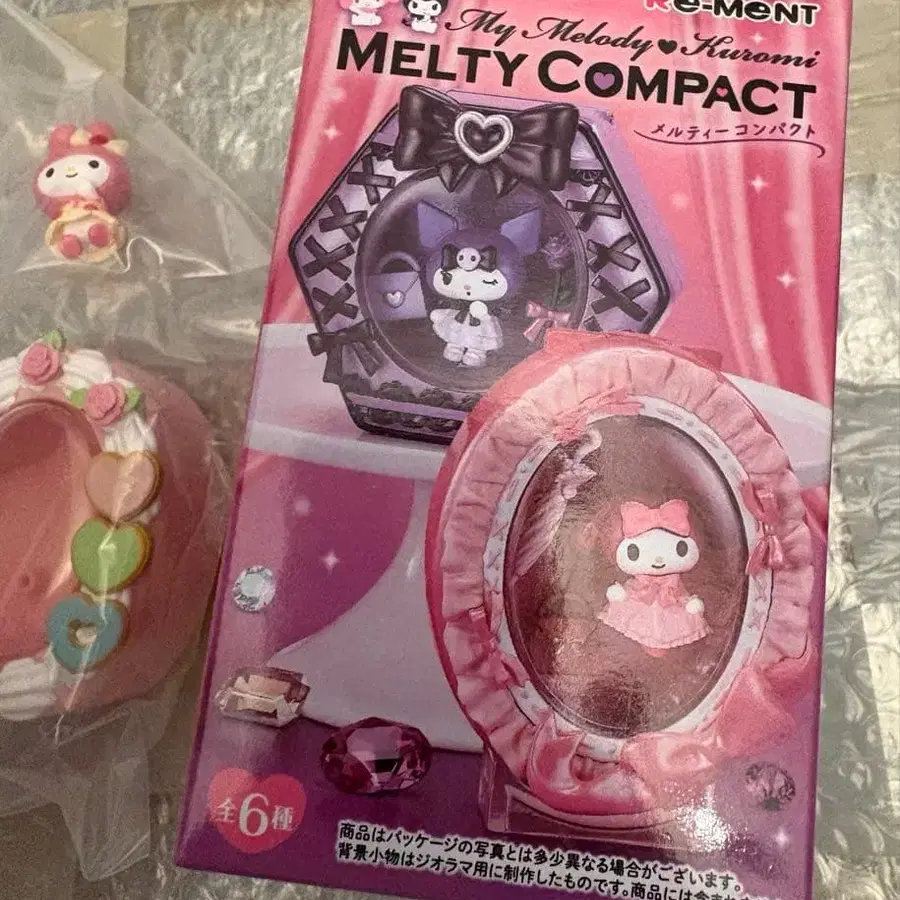 Re-MeNT
My Melody♥Kuromi
MELTY COMPACT
メルティーコンパクト
全6種
商品はパッケージの写真とは多少異なる場合がございます。
背景小物はジオラマ用に制作したものです。商品には含まれ